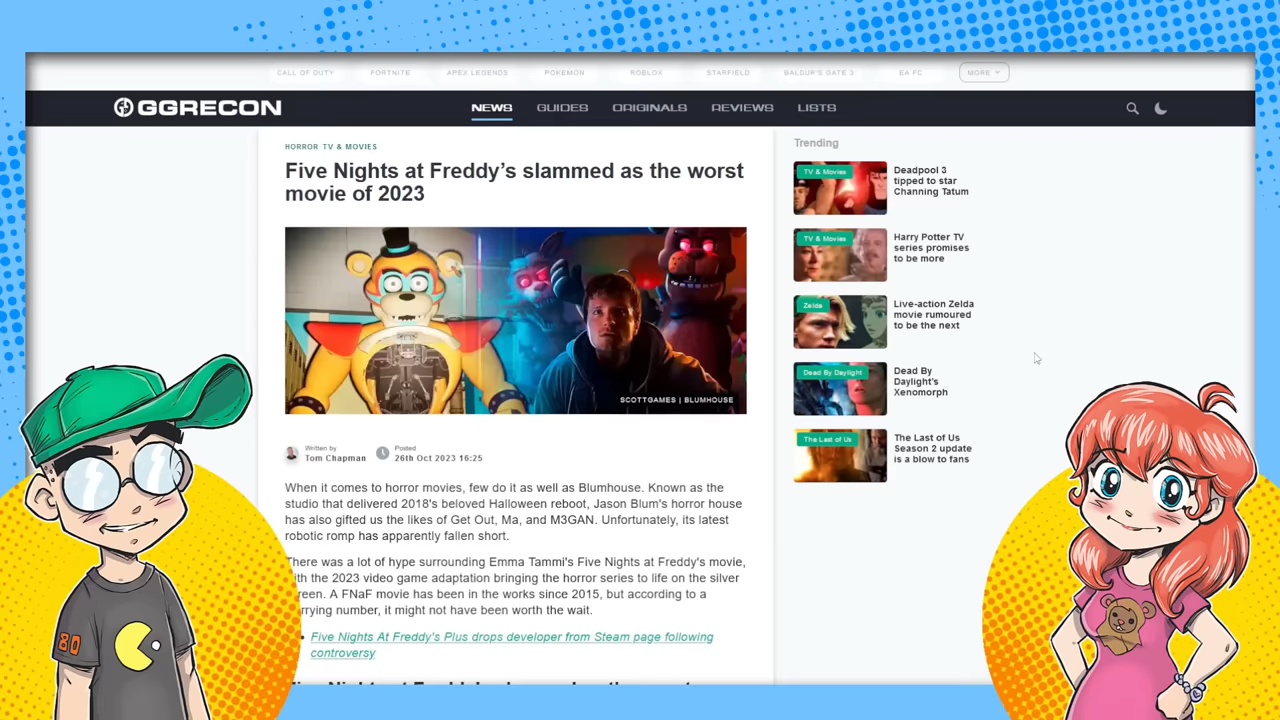 CALL OF DUTY FORTNITE APEX LEGENDS POKEMON ROBLOX STARFIELD BALDUR'S GATE 3 EA FC MORE
GGRECON NEWS GUIDES ORIGINALS REVIEWS LISTS
HORROR TV & MOVIES
Five Nights at Freddy's slammed as the worst
movie of 2023
SCOTTGAMES | BLUMHOUSE
Written by
Tom Chapman
Posted
26th Oct 2023 16:25
When it comes to horror movies, few do it as well as Blumhouse. Known as the
studio that delivered 2018's beloved Halloween reboot, Jason Blum's horror house
has also gifted us the likes of Get Out, Ma, and M3GAN. Unfortunately, its latest
robotic romp has apparently fallen short.
There was a lot of hype surrounding Emma Tammi's Five Nights at Freddy's movie,
the 2023 video game adaptation bringing the horror series to life on the silver
A FNaF movie has been in the works since 2015, but according to a
number, it might not have been worth the wait.
Five Nights At Freddy's Plus drops developer from Steam page following
controversy
Trending
TV & Movies
Deadpool 3
tipped to star
Channing Tatum
TV & Movies
Harry Potter TV
series promises
to be more
Zelda
Live-action Zelda
movie rumoured
to be the next
Dead By Daylight
Dead By
Daylight's
Xenomorph
The Last of Us
The Last of Us
Season 2 update
is a blow to fans
80